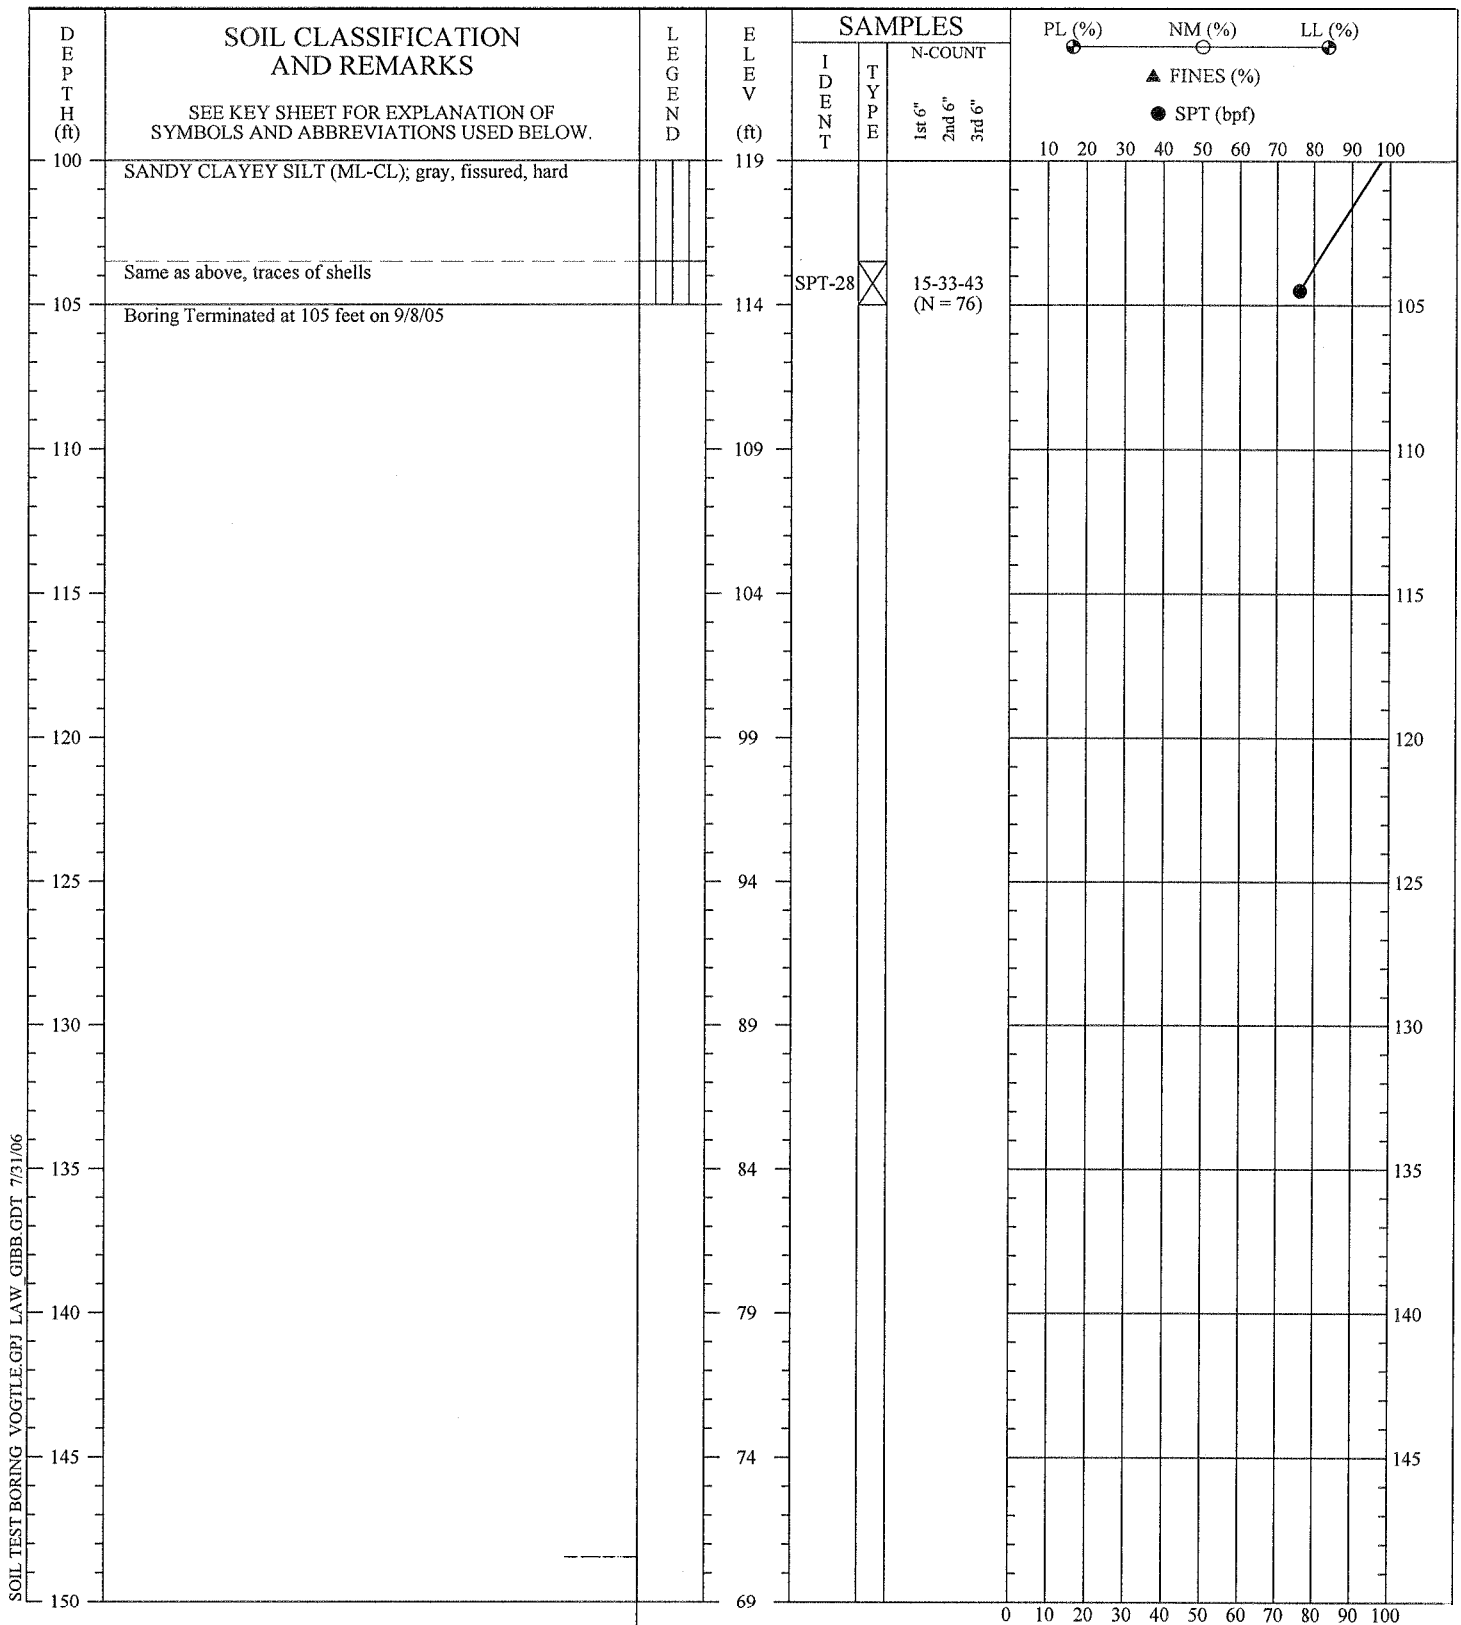 DEPTH (ft)
SOIL CLASSIFICATION
AND REMARKS
SEE KEY SHEET FOR EXPLANATION OF
SYMBOLS AND ABBREVIATIONS USED BELOW.
LEGEND
ELEV (ft)
SAMPLES
IDENT
TYPE
N-COUNT
1st 6"
2nd 6"
3rd 6"
PL (%) NM (%) LL (%)
▲ FINES (%)
● SPT (bpf)
10 20 30 40 50 60 70 80 90 100
100 119
SANDY CLAYEY SILT (ML-CL); gray, fissured, hard
Same as above, traces of shells
SPT-28 15-33-43
(N = 76)
105 114 105
Boring Terminated at 105 feet on 9/8/05
110 109 110
115 104 115
120 99 120
125 94 125
130 89 130
135 84 135
140 79 140
145 74 145
150 69
0 10 20 30 40 50 60 70 80 90 100
SOIL TEST BORING VOGTLE.GPJ LAW_GIBB.GDT 7/31/06